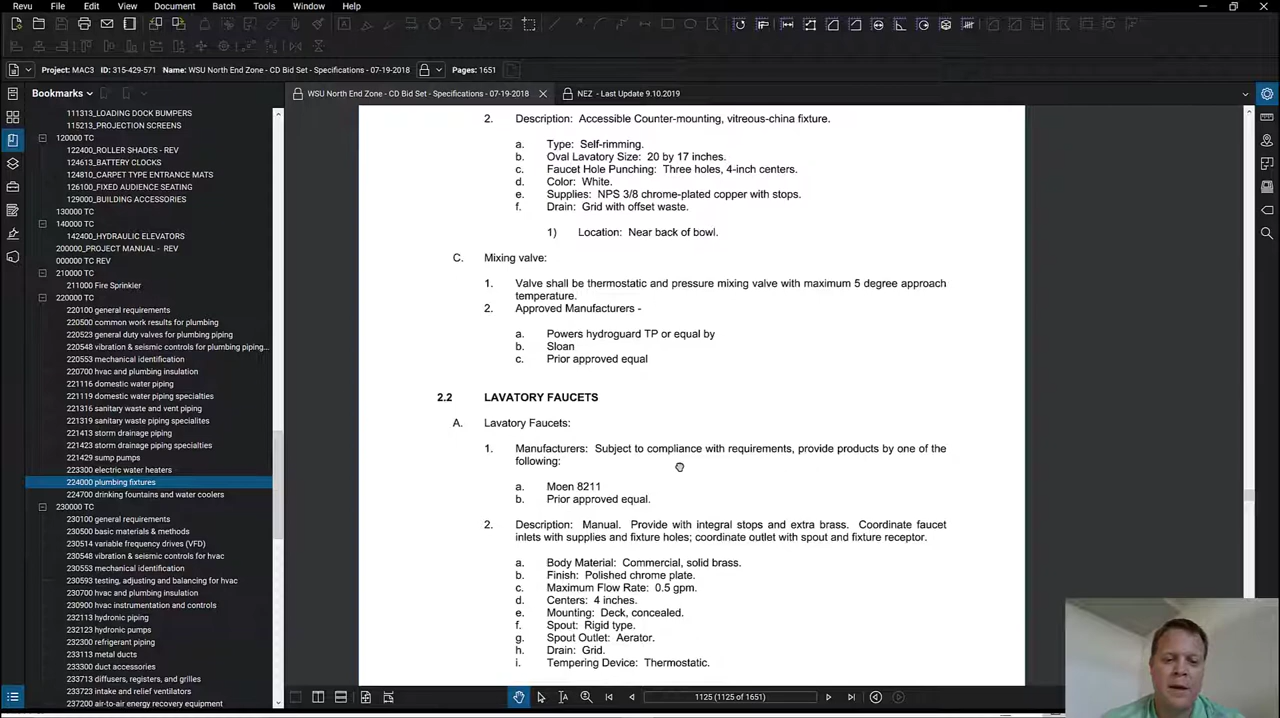 Revu File Edit View Document Batch Tools Window Help
Project: MAC3 ID: 315-429-571 Name: WSU North End Zone - CD Bid Set - Specifications - 07-19-2018 Pages: 1651
Bookmarks
WSU North End Zone - CD Bid Set - Specifications - 07-19-2018
NEZ - Last Update 9.10.2019
111313_LOADING DOCK BUMPERS
115213_PROJECTION SCREENS
120000 TC
122400_ROLLER SHADES - REV
124613_BATTERY CLOCKS
124810_CARPET TYPE ENTRANCE MATS
126100_FIXED AUDIENCE SEATING
129000_BUILDING ACCESSORIES
130000 TC
140000 TC
142400_HYDRAULIC ELEVATORS
200000_PROJECT MANUAL - REV
000000 TC REV
210000 TC
211000 Fire Sprinkler
220000 TC
220100 general requirements
220500 common work results for plumbing
220523 general duty valves for plumbing piping
220548 vibration & seismic controls for plumbing piping...
220553 mechanical identification
220700 hvac and plumbing insulation
221116 domestic water piping
221119 domestic water piping specialties
221316 sanitary waste and vent piping
221319 sanitary waste piping specialites
221413 storm drainage piping
221423 storm drainage piping specialties
221429 sump pumps
223300 electric water heaters
224000 plumbing fixtures
224700 drinking fountains and water coolers
230000 TC
230100 general requirements
230500 basic materials & methods
230514 variable frequency drives (VFD)
230548 vibration & seismic controls for hvac
230553 mechanical identification
230593 testing, adjusting and balancing for hvac
230700 hvac and plumbing insulation
230900 hvac instrumentation and controls
232113 hydronic piping
232123 hydronic pumps
232300 refrigerant piping
233113 metal ducts
233300 duct accessories
233713 diffusers, registers, and grilles
233723 intake and relief ventilators
237200 air-to-air energy recovery equipment
2. Description: Accessible Counter-mounting, vitreous-china fixture.
a. Type: Self-rimming.
b. Oval Lavatory Size: 20 by 17 inches.
c. Faucet Hole Punching: Three holes, 4-inch centers.
d. Color: White.
e. Supplies: NPS 3/8 chrome-plated copper with stops.
f. Drain: Grid with offset waste.
1) Location: Near back of bowl.
C. Mixing valve:
1. Valve shall be thermostatic and pressure mixing valve with maximum 5 degree approach
temperature.
2. Approved Manufacturers -
a. Powers hydroguard TP or equal by
b. Sloan
c. Prior approved equal
2.2 LAVATORY FAUCETS
A. Lavatory Faucets:
1. Manufacturers: Subject to compliance with requirements, provide products by one of the
following:
a. Moen 8211
b. Prior approved equal.
2. Description: Manual. Provide with integral stops and extra brass. Coordinate faucet
inlets with supplies and fixture holes; coordinate outlet with spout and fixture receptor.
a. Body Material: Commercial, solid brass.
b. Finish: Polished chrome plate.
c. Maximum Flow Rate: 0.5 gpm.
d. Centers: 4 inches.
e. Mounting: Deck, concealed.
f. Spout: Rigid type.
g. Spout Outlet: Aerator.
h. Drain: Grid.
i. Tempering Device: Thermostatic.
1125 (1125 of 1651)